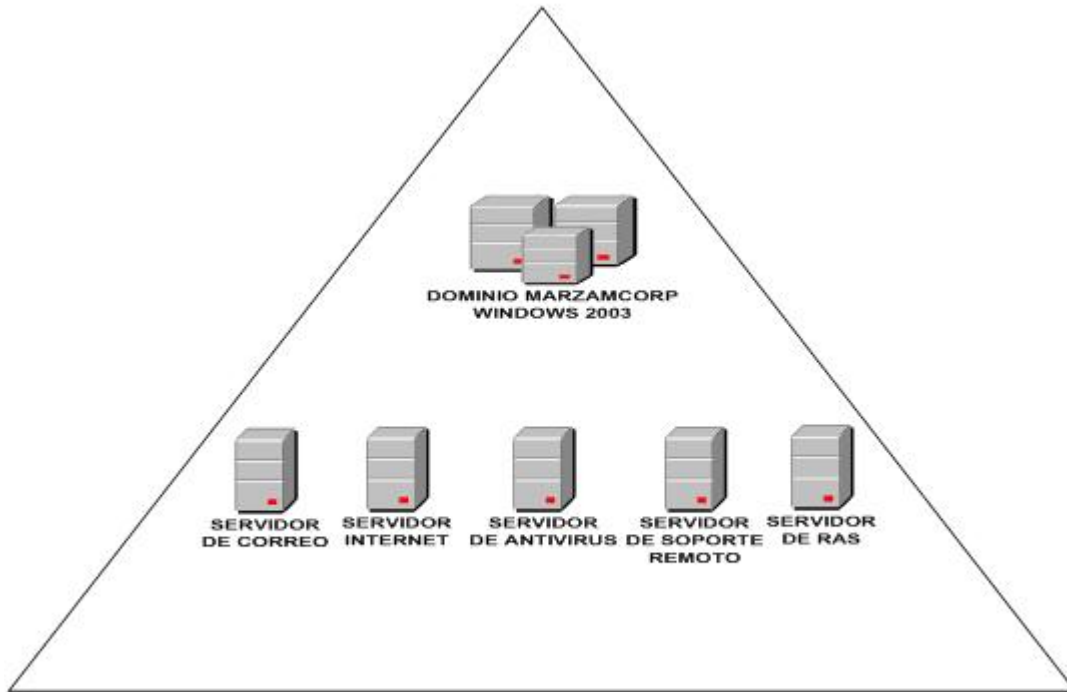 DOMINIO MARZAMCORP
WINDOWS 2003
SERVIDOR
DE CORREO
SERVIDOR
INTERNET
SERVIDOR
DE ANTIVIRUS
SERVIDOR
DE SOPORTE
REMOTO
SERVIDOR
DE RAS